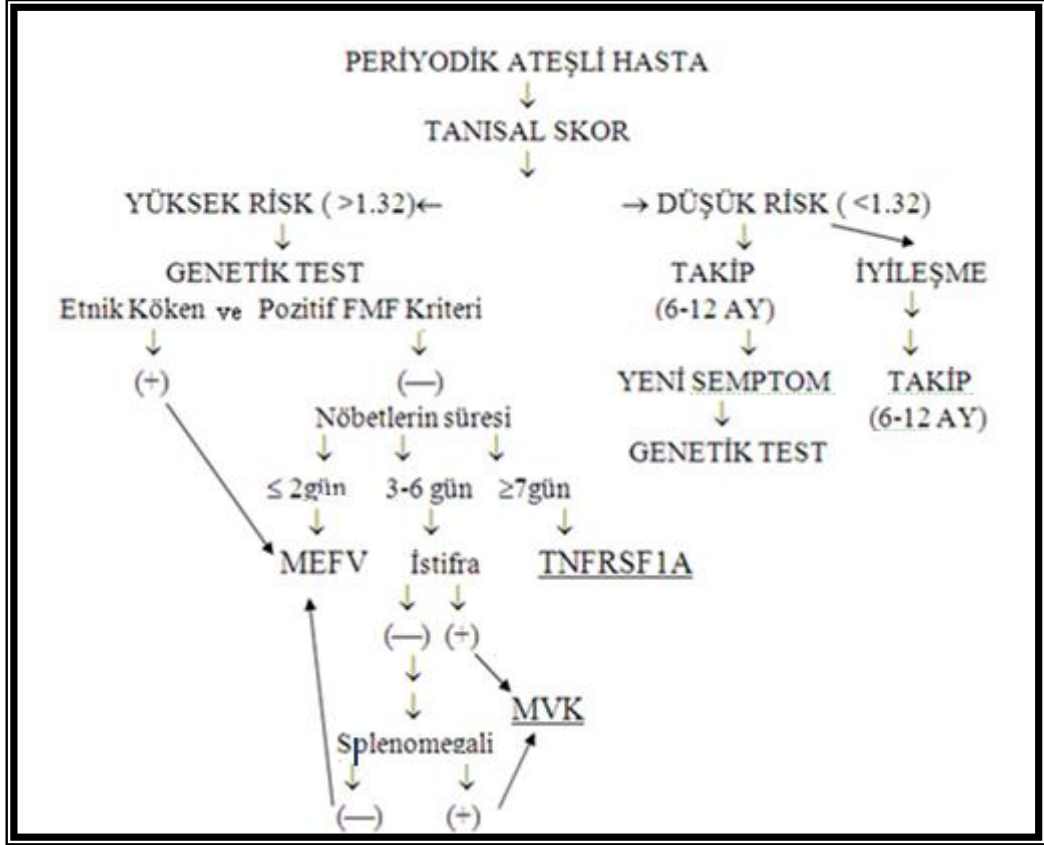 PERİYODİK ATEŞLİ HASTA
↓
TANISAL SKOR
↓
YÜKSEK RİSK ( >1.32)← → DÜŞÜK RİSK ( <1.32)
↓ ↓
GENETİK TEST TAKİP İYİLEŞME
Etnik Köken ve Pozitif FMF Kriteri (6-12 AY) ↓
↓ ↓ ↓ ↓
(+) (—) YENİ SEMPTOM TAKİP
Nöbetlerin süresi ↓ (6-12 AY)
↓ ↓ ↓ GENETİK TEST
≤ 2gün 3-6 gün ≥7gün
↓ ↓ ↓
MEFV İstifra TNFRSF1A
↓ ↓
(—) (+)
↓
↓ MVK
Splenomegali
↓ ↓
(—) (+)